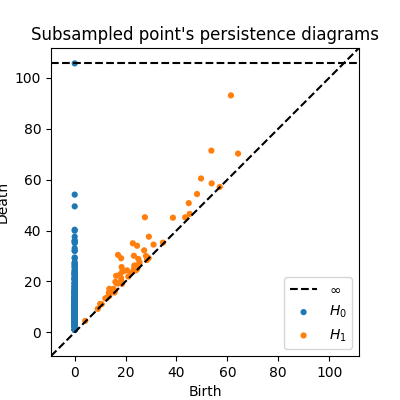 Subsampled point's persistence diagrams
100
80
60
40
20
0
Death
0 20 40 60 80 100
Birth
∞
H₀
H₁